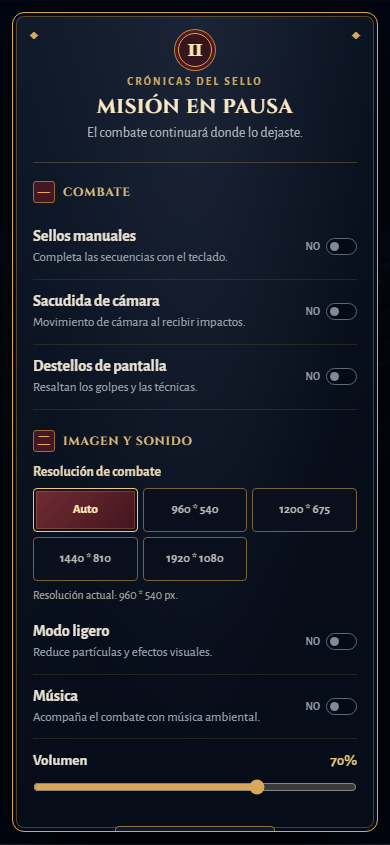 II
CRÓNICAS DEL SELLO
MISIÓN EN PAUSA
El combate continuará donde lo dejaste.
COMBATE
Sellos manuales
Completa las secuencias con el teclado.
NO
Sacudida de cámara
Movimiento de cámara al recibir impactos.
NO
Destellos de pantalla
Resaltan los golpes y las técnicas.
NO
IMAGEN Y SONIDO
Resolución de combate
Auto
960 * 540
1200 * 675
1440 * 810
1920 * 1080
Resolución actual: 960 * 540 px.
Modo ligero
Reduce partículas y efectos visuales.
NO
Música
Acompaña el combate con música ambiental.
NO
Volumen
70%